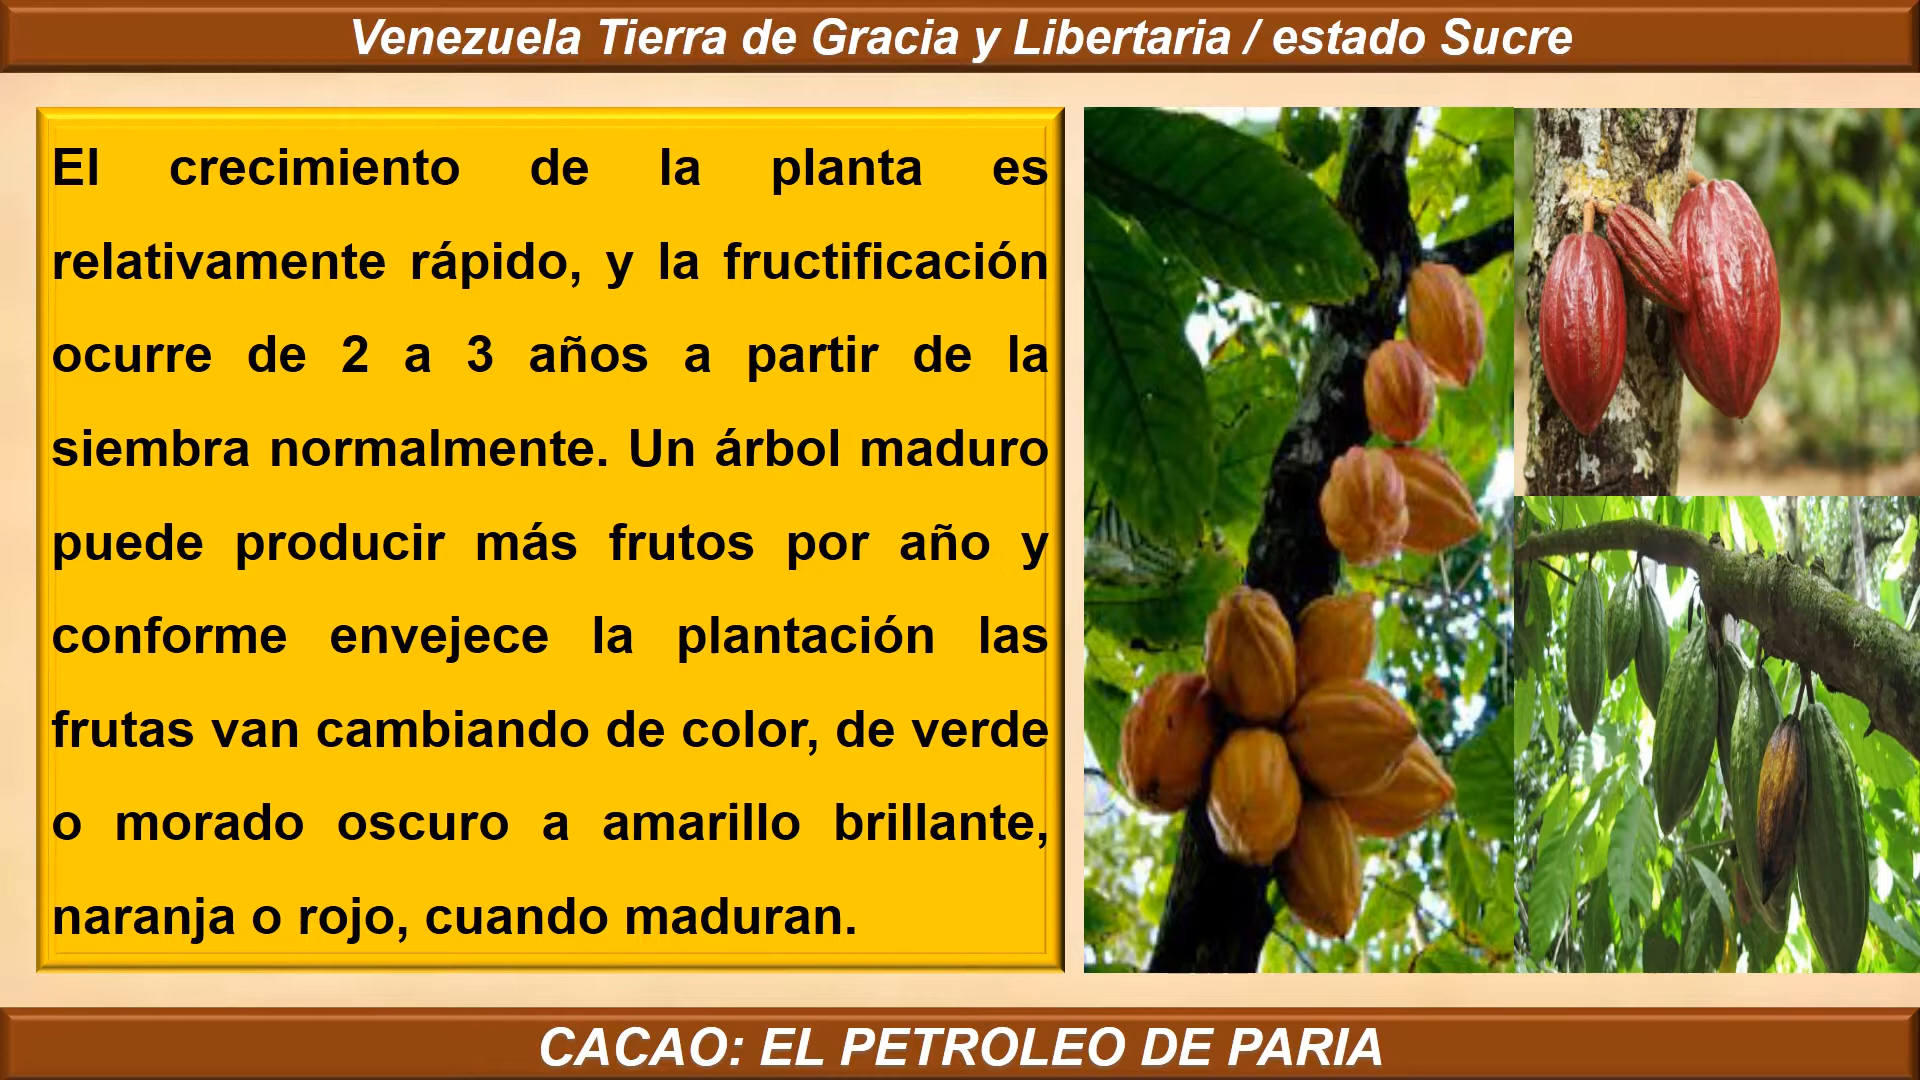 Venezuela Tierra de Gracia y Libertaria / estado Sucre
El crecimiento de la planta es
relativamente rápido, y la fructificación
ocurre de 2 a 3 años a partir de la
siembra normalmente. Un árbol maduro
puede producir más frutos por año y
conforme envejece la plantación las
frutas van cambiando de color, de verde
o morado oscuro a amarillo brillante,
naranja o rojo, cuando maduran.
CACAO: EL PETROLEO DE PARIA